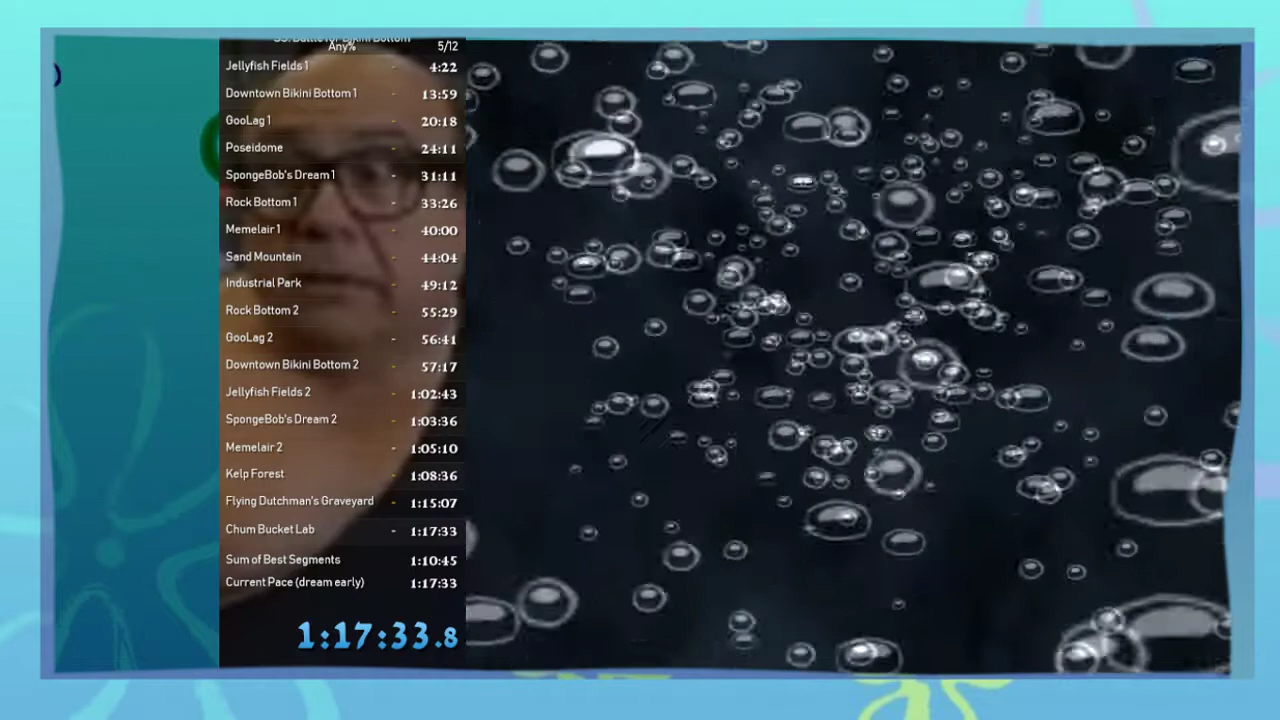 SS: Battle for Bikini Bottom
Any% 5/12
Jellyfish Fields 1 - 4:22
Downtown Bikini Bottom 1 - 13:59
GooLag 1 - 20:18
Poseidome - 24:11
SpongeBob's Dream 1 - 31:11
Rock Bottom 1 - 33:26
Memelair 1 - 40:00
Sand Mountain - 44:04
Industrial Park - 49:12
Rock Bottom 2 - 55:29
GooLag 2 - 56:41
Downtown Bikini Bottom 2 - 57:17
Jellyfish Fields 2 - 1:02:43
SpongeBob's Dream 2 - 1:03:36
Memelair 2 - 1:05:10
Kelp Forest - 1:08:36
Flying Dutchman's Graveyard - 1:15:07
Chum Bucket Lab - 1:17:33
Sum of Best Segments 1:10:45
Current Pace (dream early) 1:17:33
1:17:33.8